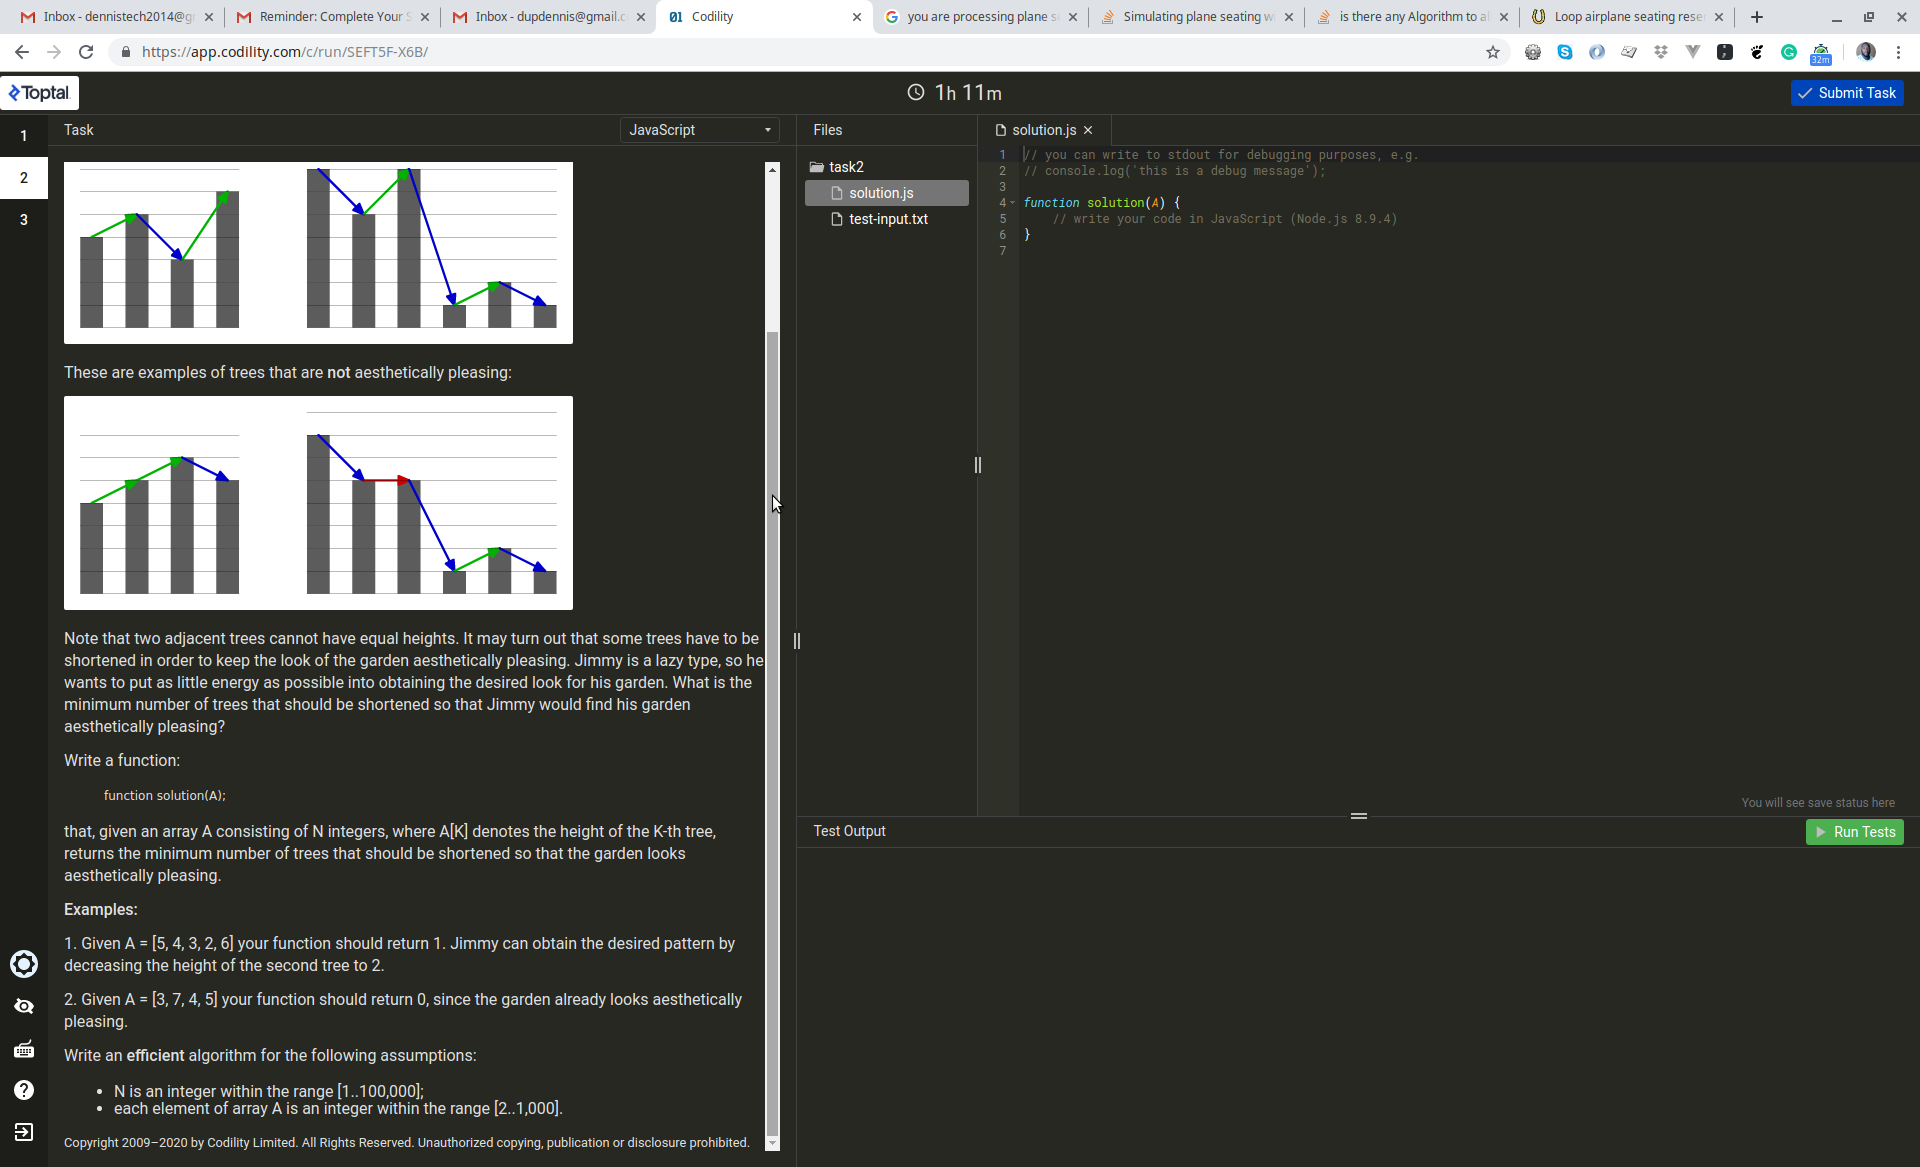 Inbox - dennistech2014@g
Reminder: Complete Your S
Inbox - dupdennis@gmail.c
Codility
you are processing plane s
Simulating plane seating w
is there any Algorithm to al
Loop airplane seating rese
https://app.codility.com/c/run/SEFT5F-X6B/
32m
Toptal
1h 11m
Submit Task
1
2
3
Task
JavaScript
These are examples of trees that are not aesthetically pleasing:
Note that two adjacent trees cannot have equal heights. It may turn out that some trees have to be
shortened in order to keep the look of the garden aesthetically pleasing. Jimmy is a lazy type, so he
wants to put as little energy as possible into obtaining the desired look for his garden. What is the
minimum number of trees that should be shortened so that Jimmy would find his garden
aesthetically pleasing?
Write a function:
function solution(A);
that, given an array A consisting of N integers, where A[K] denotes the height of the K-th tree,
returns the minimum number of trees that should be shortened so that the garden looks
aesthetically pleasing.
Examples:
1. Given A = [5, 4, 3, 2, 6] your function should return 1. Jimmy can obtain the desired pattern by
decreasing the height of the second tree to 2.
2. Given A = [3, 7, 4, 5] your function should return 0, since the garden already looks aesthetically
pleasing.
Write an efficient algorithm for the following assumptions:
• N is an integer within the range [1..100,000];
• each element of array A is an integer within the range [2..1,000].
Copyright 2009–2020 by Codility Limited. All Rights Reserved. Unauthorized copying, publication or disclosure prohibited.
Files
task2
solution.js
test-input.txt
solution.js
1 // you can write to stdout for debugging purposes, e.g.
2 // console.log('this is a debug message');
3
4 function solution(A) {
5 // write your code in JavaScript (Node.js 8.9.4)
6 }
7
You will see save status here
Test Output
Run Tests